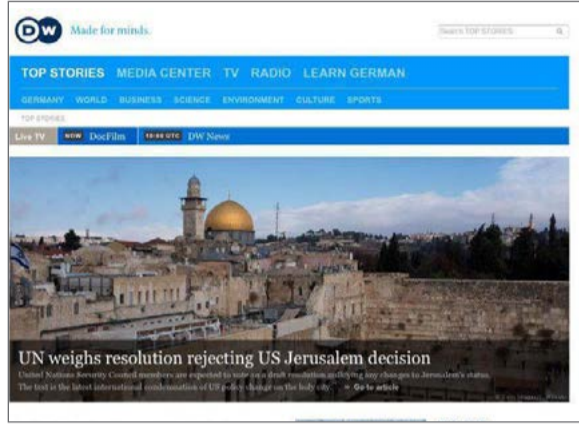 DW Made for minds.
Search TOP STORIES
TOP STORIES MEDIA CENTER TV RADIO LEARN GERMAN
GERMANY WORLD BUSINESS SCIENCE ENVIRONMENT CULTURE SPORTS
TOP STORIES
Live TV NOW DocFilm UTC DW News
UN weighs resolution rejecting US Jerusalem decision
United Nations Security Council members are expected to vote on a draft resolution nullifying any changes to Jerusalem's status.
The text is the latest international condemnation of US policy change on the holy city. » Go to article